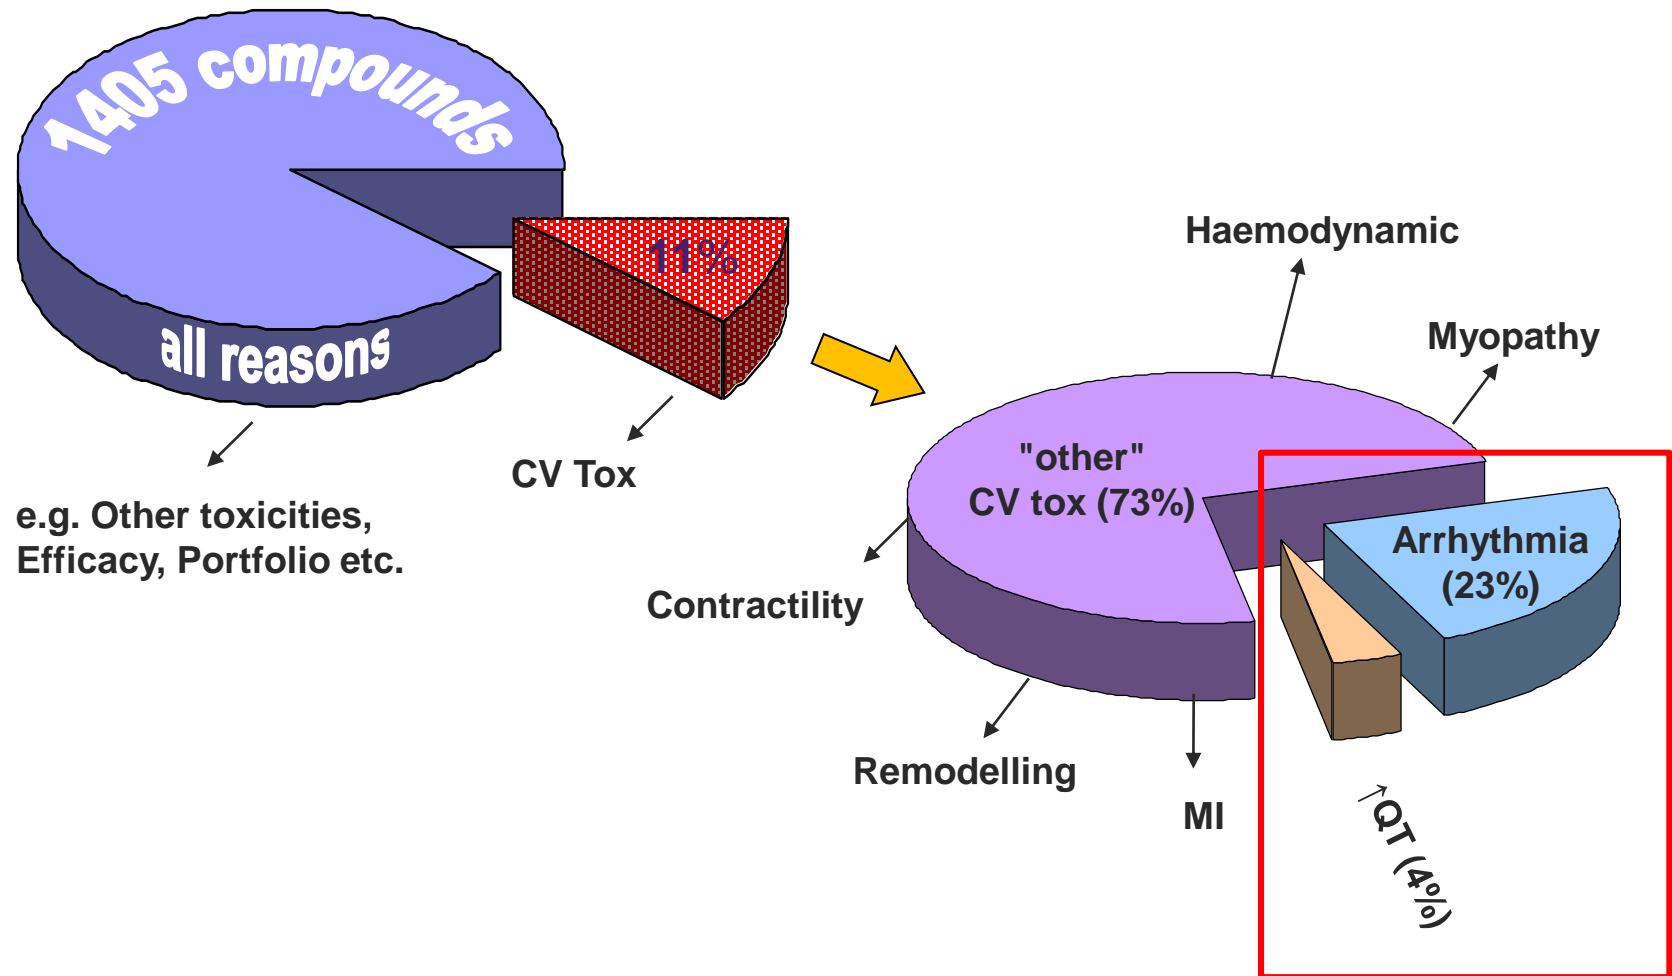 1405 compounds
all reasons
11%
e.g. Other toxicities,
Efficacy, Portfolio etc.
CV Tox
Haemodynamic
Myopathy
"other"
CV tox (73%)
Arrhythmia
(23%)
Contractility
Remodelling
MI
↑QT (4%)